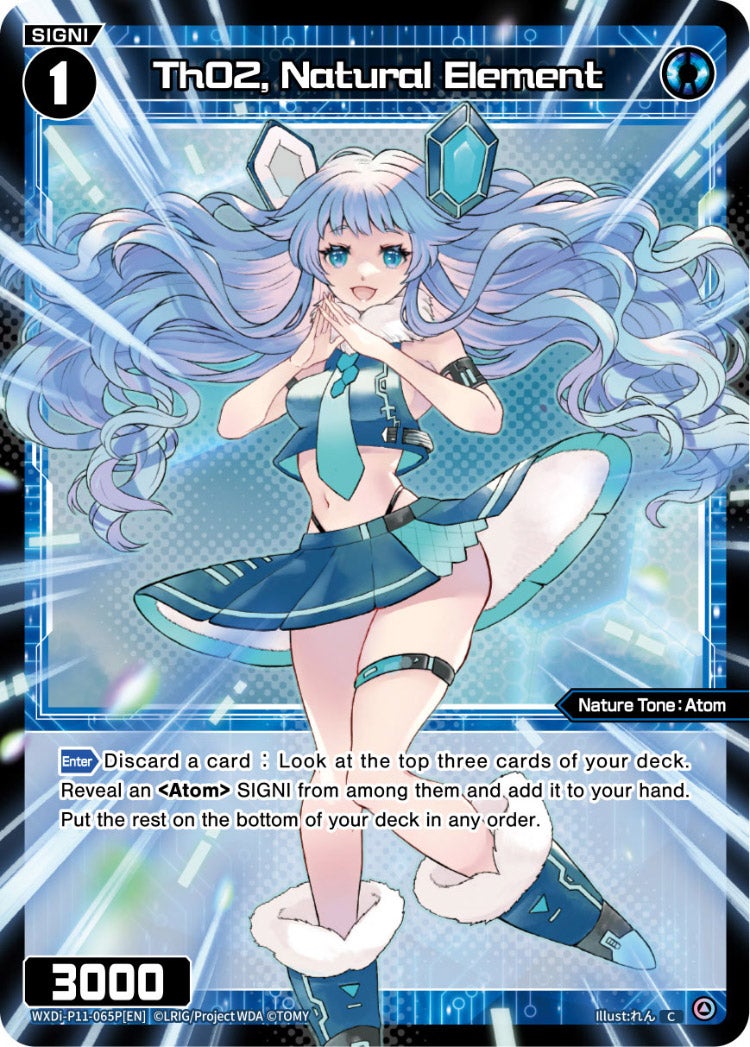 SIGNI
1
ThO2, Natural Element
Nature Tone:Atom
Enter Discard a card : Look at the top three cards of your deck.
Reveal an <Atom> SIGNI from among them and add it to your hand.
Put the rest on the bottom of your deck in any order.
3000
WXDi-P11-065P[EN] ©LRIG/Project WDA ©TOMY
Illust:れん C